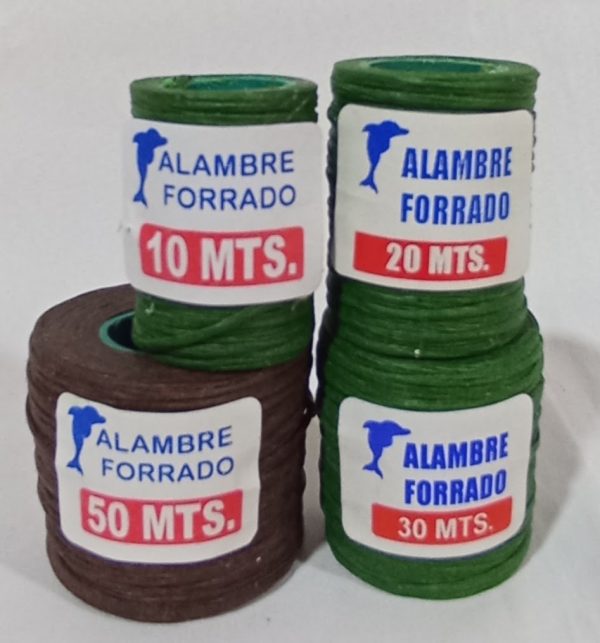 ALAMBRE
FORRADO
10 MTS.
ALAMBRE
FORRADO
20 MTS.
ALAMBRE
FORRADO
50 MTS.
ALAMBRE
FORRADO
30 MTS.